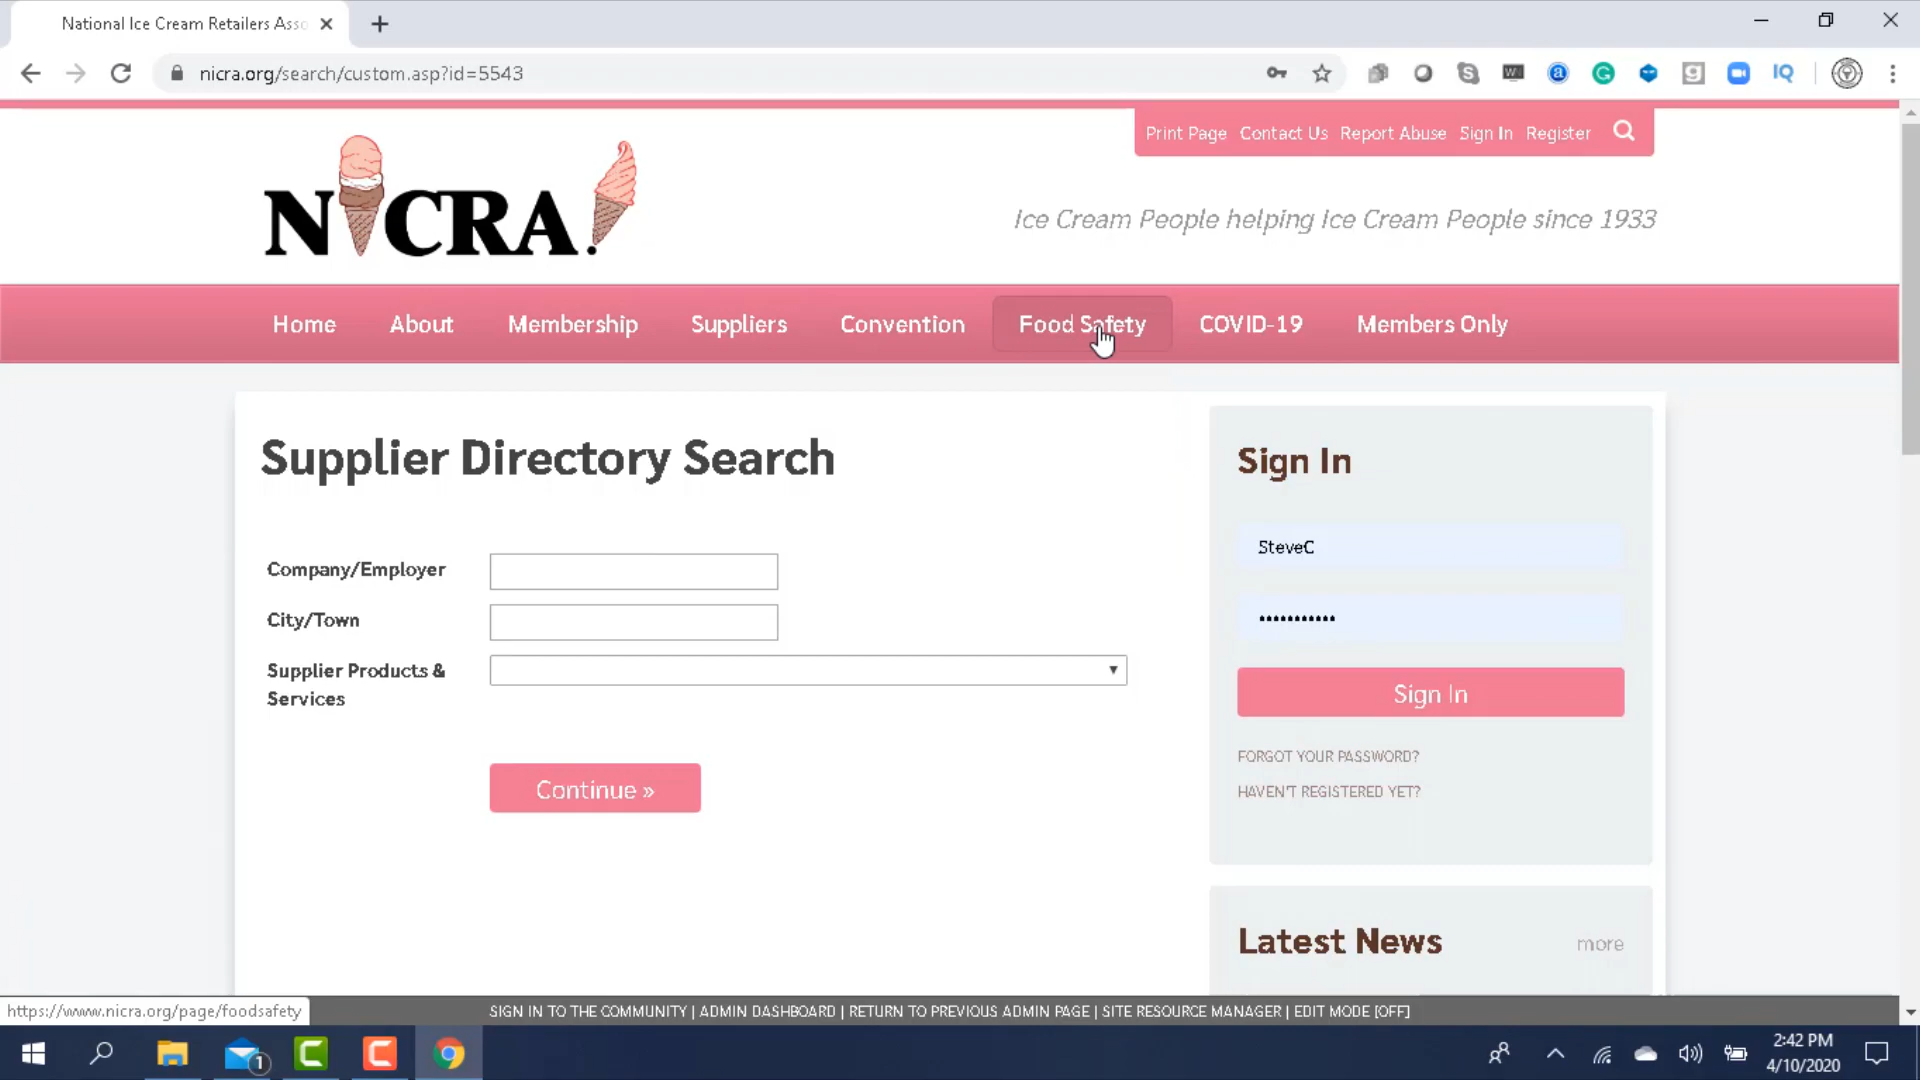 National Ice Cream Retailers Asso
nicra.org/search/custom.asp?id=5543
Print Page Contact Us Report Abuse Sign In Register
NICRA!
Ice Cream People helping Ice Cream People since 1933
Home About Membership Suppliers Convention Food Safety COVID-19 Members Only
Supplier Directory Search
Company/Employer
City/Town
Supplier Products &
Services
Continue »
Sign In
SteveC
•••••••••••
Sign In
FORGOT YOUR PASSWORD?
HAVEN'T REGISTERED YET?
Latest News more
https://www.nicra.org/page/foodsafety
SIGN IN TO THE COMMUNITY | ADMIN DASHBOARD | RETURN TO PREVIOUS ADMIN PAGE | SITE RESOURCE MANAGER | EDIT MODE [OFF]
1
2:42 PM
4/10/2020